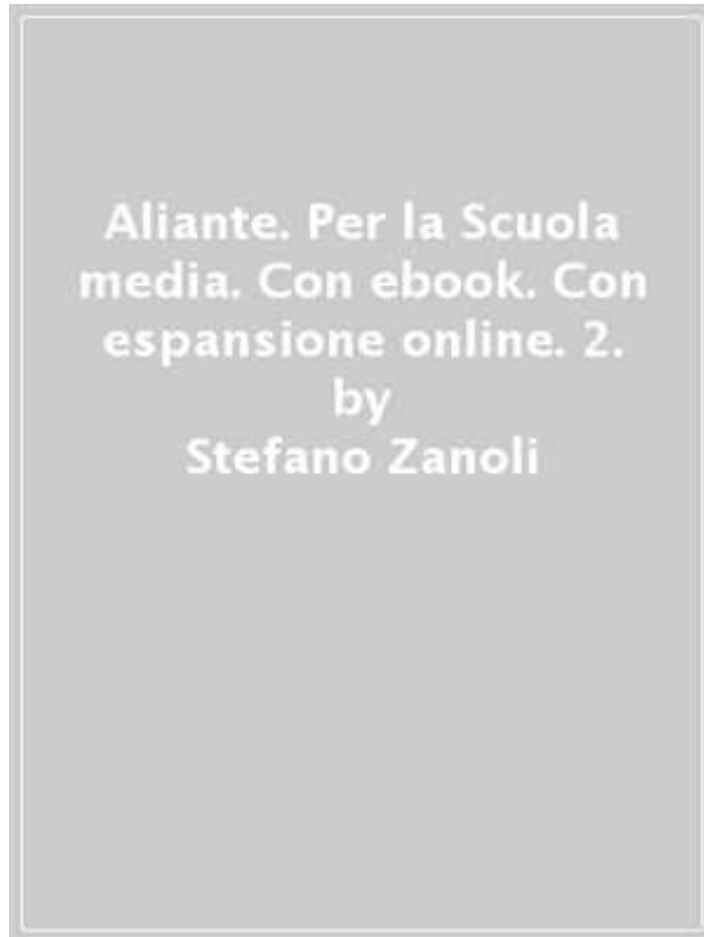 Aliante. Per la Scuola
media. Con ebook. Con
espansione online. 2.
by
Stefano Zanoli